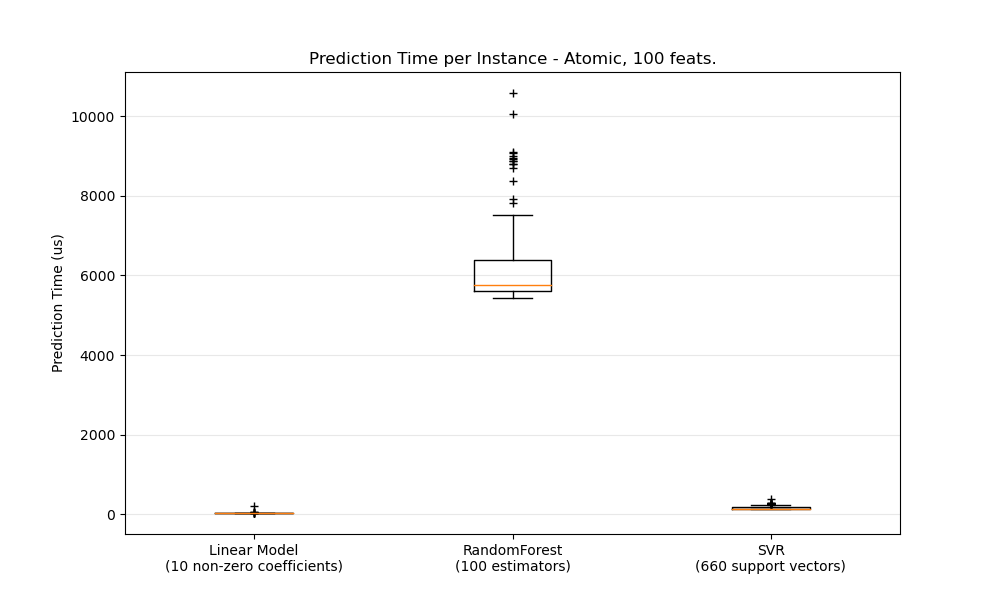 Prediction Time per Instance - Atomic, 100 feats.
Prediction Time (us)
10000
8000
6000
4000
2000
0
Linear Model
(10 non-zero coefficients)
RandomForest
(100 estimators)
SVR
(660 support vectors)